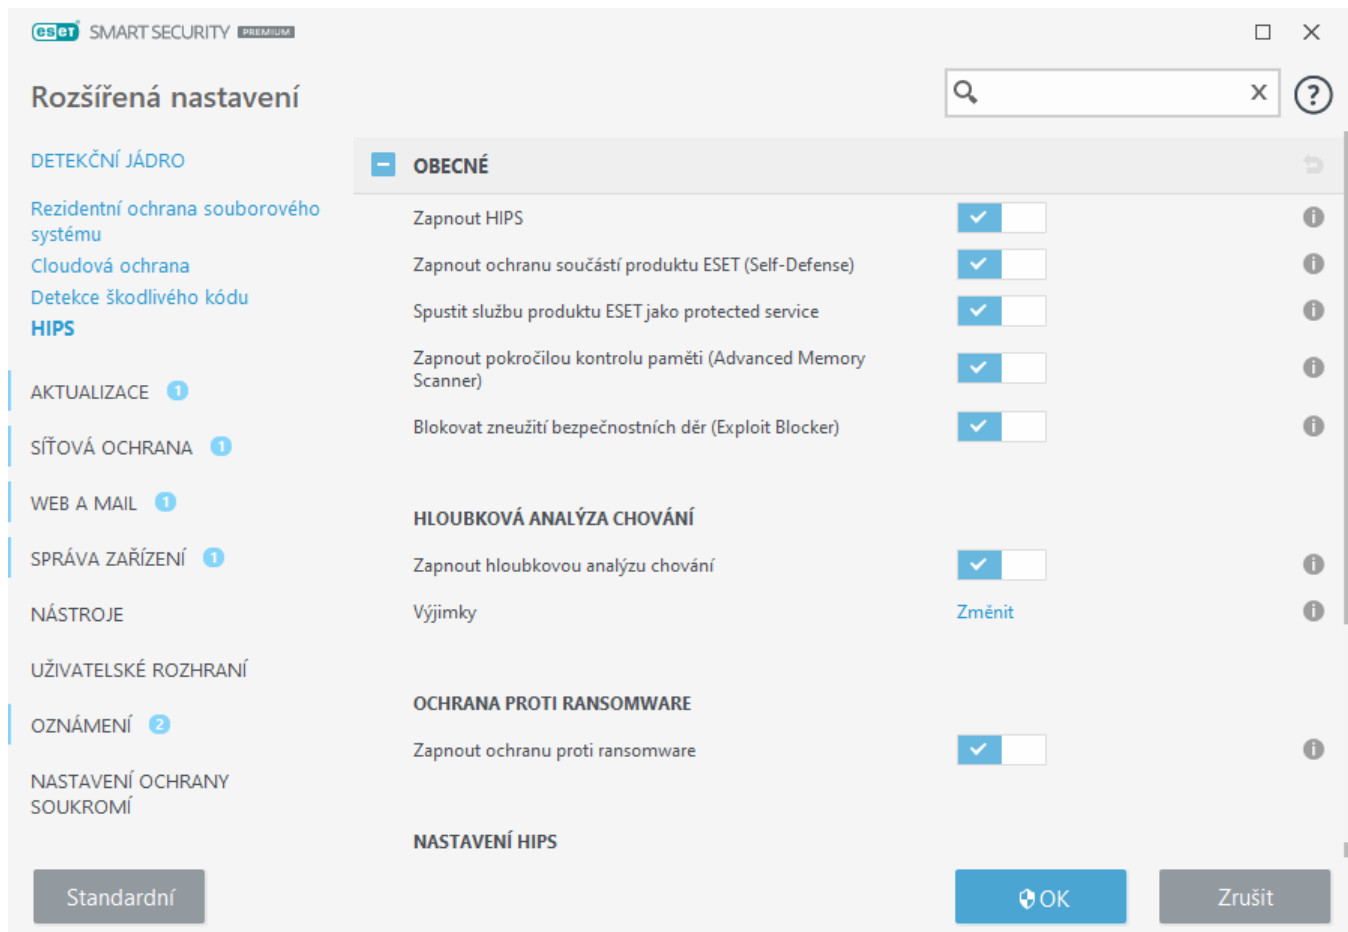 eset SMART SECURITY PREMIUM
Rozšířená nastavení
x
?
DETEKČNÍ JÁDRO
Rezidentní ochrana souborového
systému
Cloudová ochrana
Detekce škodlivého kódu
HIPS
AKTUALIZACE 1
SÍŤOVÁ OCHRANA 1
WEB A MAIL 1
SPRÁVA ZAŘÍZENÍ 1
NÁSTROJE
UŽIVATELSKÉ ROZHRANÍ
OZNÁMENÍ 2
NASTAVENÍ OCHRANY
SOUKROMÍ
OBECNÉ
Zapnout HIPS
Zapnout ochranu součástí produktu ESET (Self-Defense)
Spustit službu produktu ESET jako protected service
Zapnout pokročilou kontrolu paměti (Advanced Memory
Scanner)
Blokovat zneužití bezpečnostních děr (Exploit Blocker)
HLOUBKOVÁ ANALÝZA CHOVÁNÍ
Zapnout hloubkovou analýzu chování
Výjimky Změnit
OCHRANA PROTI RANSOMWARE
Zapnout ochranu proti ransomware
NASTAVENÍ HIPS
Standardní
OK
Zrušit